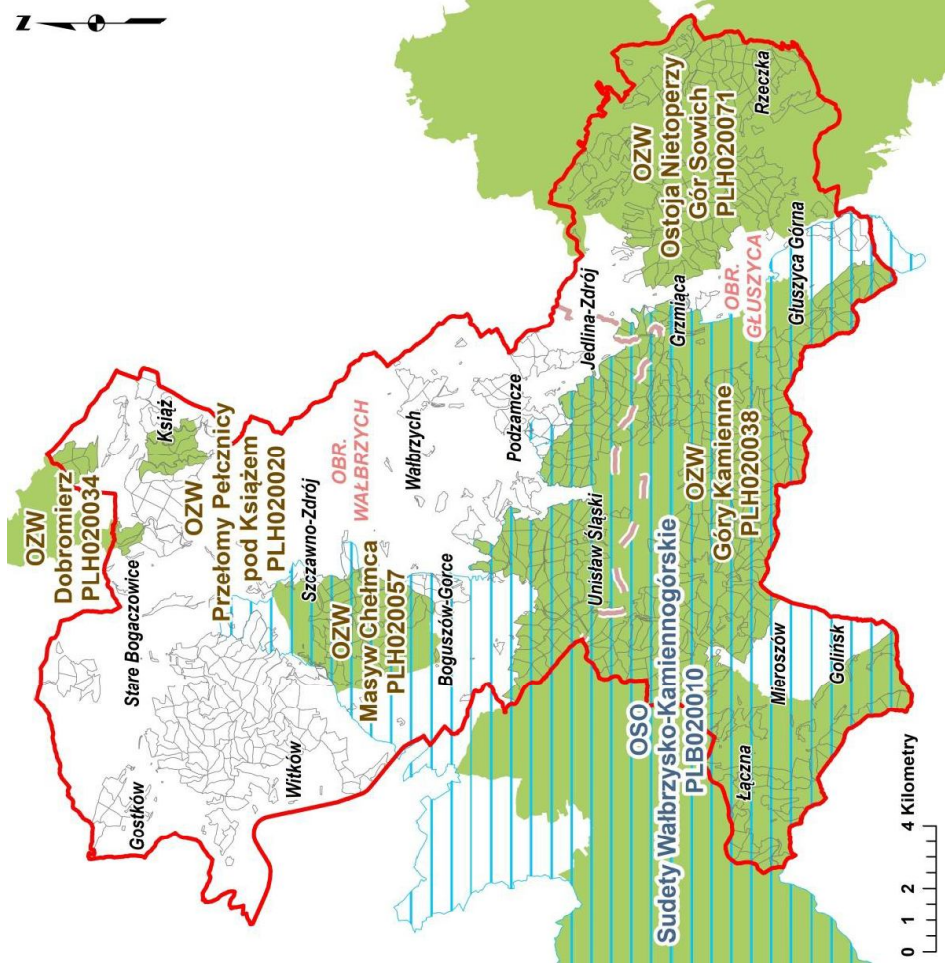 N
OZW
Dobromierz
PLH020034
Książ
Stare Bogaczowice
Gostków
OZW
Przełomy Pełcznicy
pod Książem
PLH020020
Szczawno-Zdrój
OBR.
WAŁBRZYCH
Witków
OZW
Masyw Chełmca
PLH020057
Wałbrzych
Boguszów-Gorce
Podzamcze
Jedlina-Zdrój
Unisław Śląski
OZW
Ostoja Nietoperzy
Gór Sowich
PLH020071
Rzeczka
Grzmiąca
OBR.
GŁUSZYCA
Głuszyca Górna
OSO
Sudety Wałbrzysko-Kamiennogórskie
PLB020010
OZW
Góry Kamienne
PLH020038
Łączna
Mieroszów
Golińsk
0 1 2 4 Kilometry